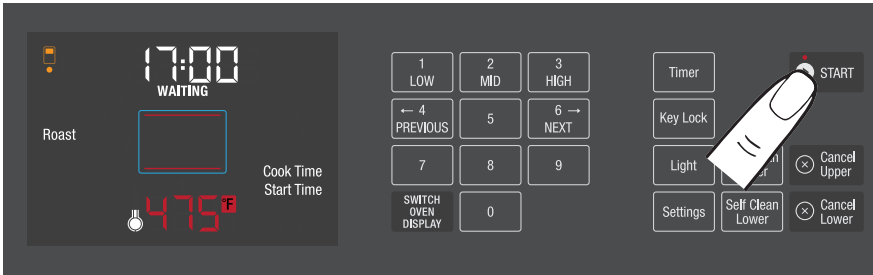 17:00
WAITING
Roast
Cook Time
Start Time
475°F
1
LOW
2
MID
3
HIGH
← 4
PREVIOUS
5
6 →
NEXT
7
8
9
SWITCH
OVEN
DISPLAY
0
Timer
START
Key Lock
Light
Cancel
Upper
Settings
Self Clean
Lower
Cancel
Lower